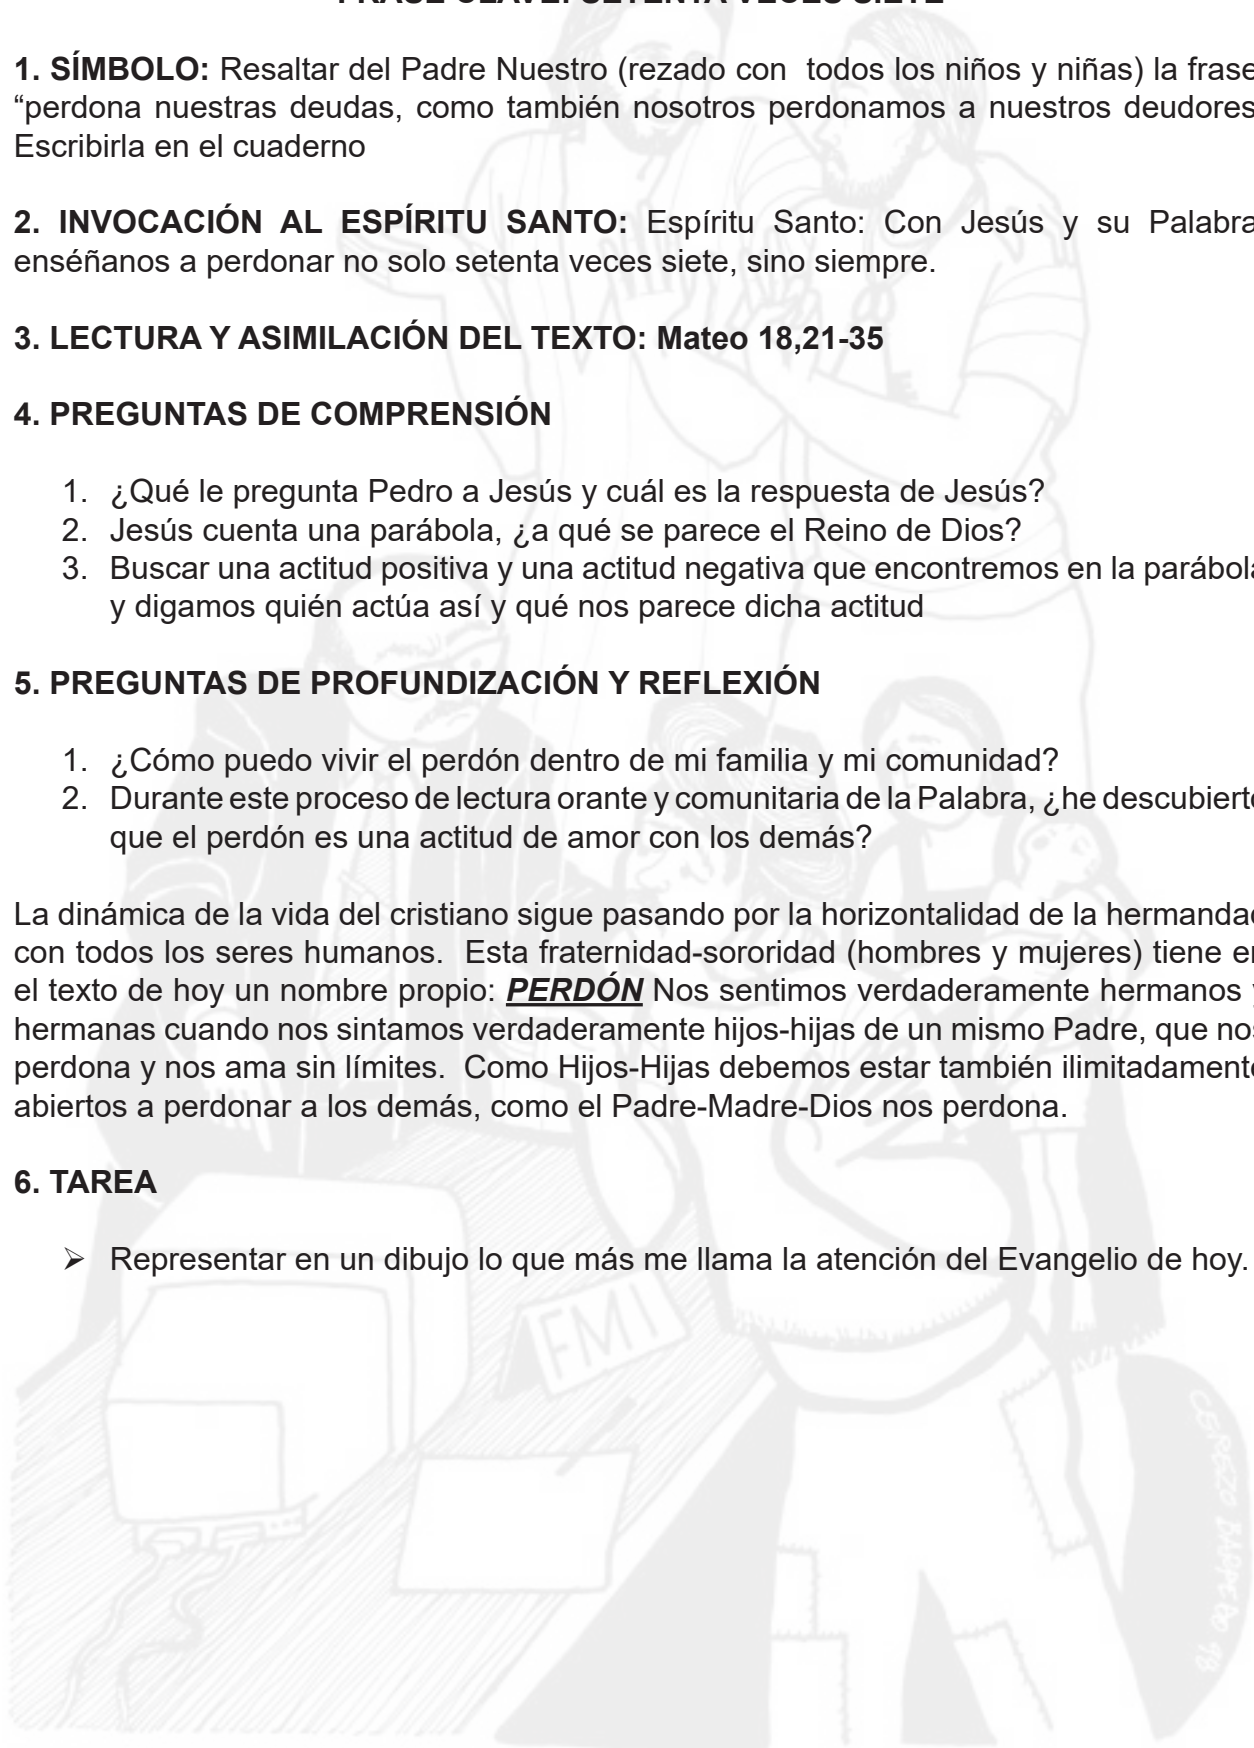 FRASE CLAVE: SETENTA VECES SIETE
1. SÍMBOLO: Resaltar del Padre Nuestro (rezado con todos los niños y niñas) la frase
“perdona nuestras deudas, como también nosotros perdonamos a nuestros deudores
Escribirla en el cuaderno
2. INVOCACIÓN AL ESPÍRITU SANTO: Espíritu Santo: Con Jesús y su Palabra
enséñanos a perdonar no solo setenta veces siete, sino siempre.
3. LECTURA Y ASIMILACIÓN DEL TEXTO: Mateo 18,21-35
4. PREGUNTAS DE COMPRENSIÓN
1. ¿Qué le pregunta Pedro a Jesús y cuál es la respuesta de Jesús?
2. Jesús cuenta una parábola, ¿a qué se parece el Reino de Dios?
3. Buscar una actitud positiva y una actitud negativa que encontremos en la parábola
y digamos quién actúa así y qué nos parece dicha actitud
5. PREGUNTAS DE PROFUNDIZACIÓN Y REFLEXIÓN
1. ¿Cómo puedo vivir el perdón dentro de mi familia y mi comunidad?
2. Durante este proceso de lectura orante y comunitaria de la Palabra, ¿he descubierto
que el perdón es una actitud de amor con los demás?
La dinámica de la vida del cristiano sigue pasando por la horizontalidad de la hermandad
con todos los seres humanos. Esta fraternidad-sororidad (hombres y mujeres) tiene en
el texto de hoy un nombre propio: PERDÓN Nos sentimos verdaderamente hermanos y
hermanas cuando nos sintamos verdaderamente hijos-hijas de un mismo Padre, que nos
perdona y nos ama sin límites. Como Hijos-Hijas debemos estar también ilimitadamente
abiertos a perdonar a los demás, como el Padre-Madre-Dios nos perdona.
6. TAREA
➢ Representar en un dibujo lo que más me llama la atención del Evangelio de hoy.
FMI
CEREZO BARREDO 98